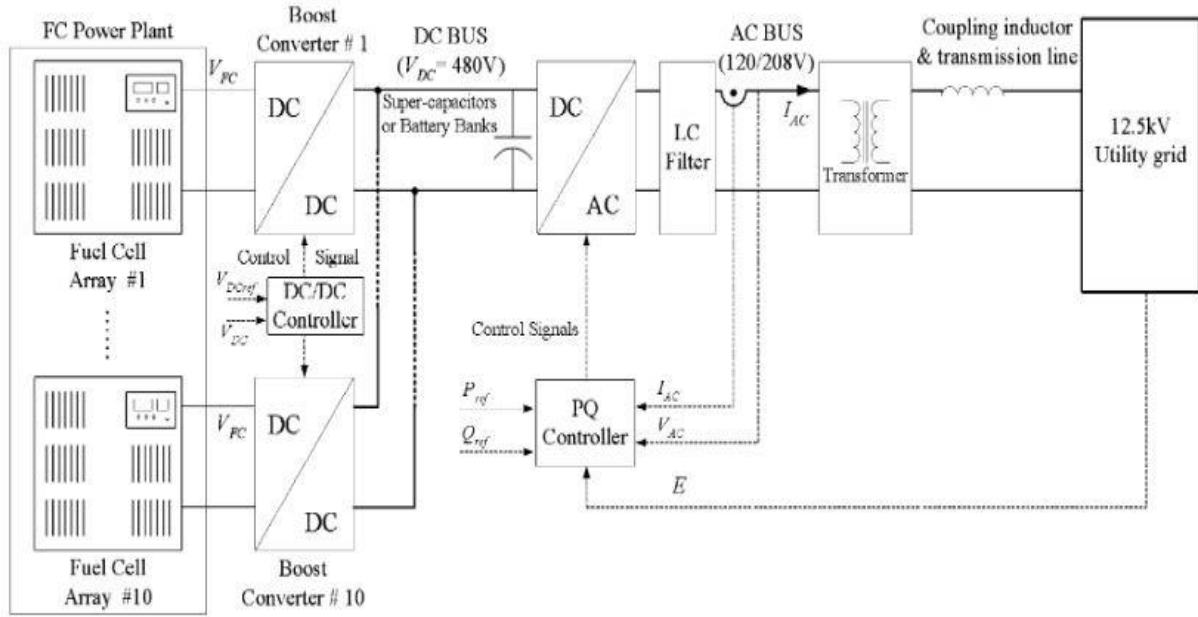 FC Power Plant
Boost
Converter # 1
DC BUS
(V_DC = 480V)
AC BUS
(120/208V)
Coupling inductor
& transmission line
V_FC
DC
DC
Super-capacitors
or Battery Banks
DC
AC
LC
Filter
I_AC
Transformer
12.5kV
Utility grid
Fuel Cell
Array #1
Control Signal
V_DCref
V_DC
DC/DC
Controller
Control Signals
P_ref
Q_ref
PQ
Controller
I_AC
V_AC
E
V_FC
DC
DC
Fuel Cell
Array #10
Boost
Converter # 10